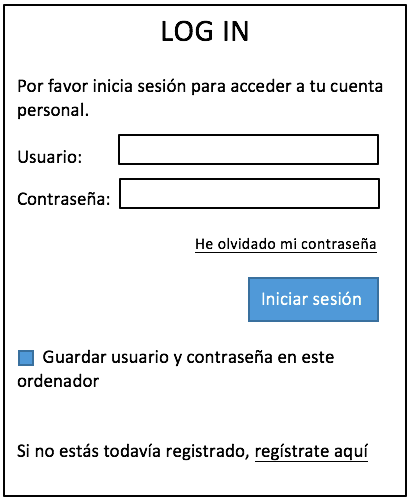 LOG IN
Por favor inicia sesión para acceder a tu cuenta
personal.
Usuario:
Contraseña:
He olvidado mi contraseña
Iniciar sesión
Guardar usuario y contraseña en este
ordenador
Si no estás todavía registrado, regístrate aquí